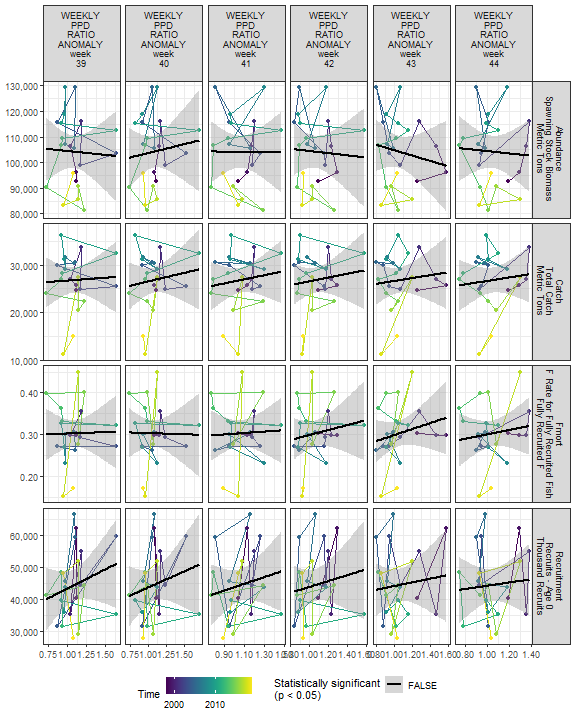 WEEKLY WEEKLY WEEKLY WEEKLY WEEKLY WEEKLY
PPD PPD PPD PPD PPD PPD
RATIO RATIO RATIO RATIO RATIO RATIO
ANOMALY ANOMALY ANOMALY ANOMALY ANOMALY ANOMALY
week week week week week week
39 40 41 42 43 44
130,000
120,000
110,000
100,000
90,000
80,000
Abundance
Spawning Stock Biomass
Metric Tons
30,000
20,000
10,000
Catch
Total Catch
Metric Tons
0.40
0.30
0.20
Fmort
F Rate for Fully Recruited Fish
Fully Recruited F
60,000
50,000
40,000
30,000
Recruitment
Recruits - Age 0
Thousand Recruits
0.75 1.00 1.25 1.50 0.75 1.00 1.25 1.50 0.90 1.10 1.30 1.50 0.80 1.00 1.20 1.40 1.60 0.80 1.00 1.20 1.40 1.60 0.80 1.00 1.20 1.40
Time
2000 2010
Statistically significant
(p < 0.05)
FALSE